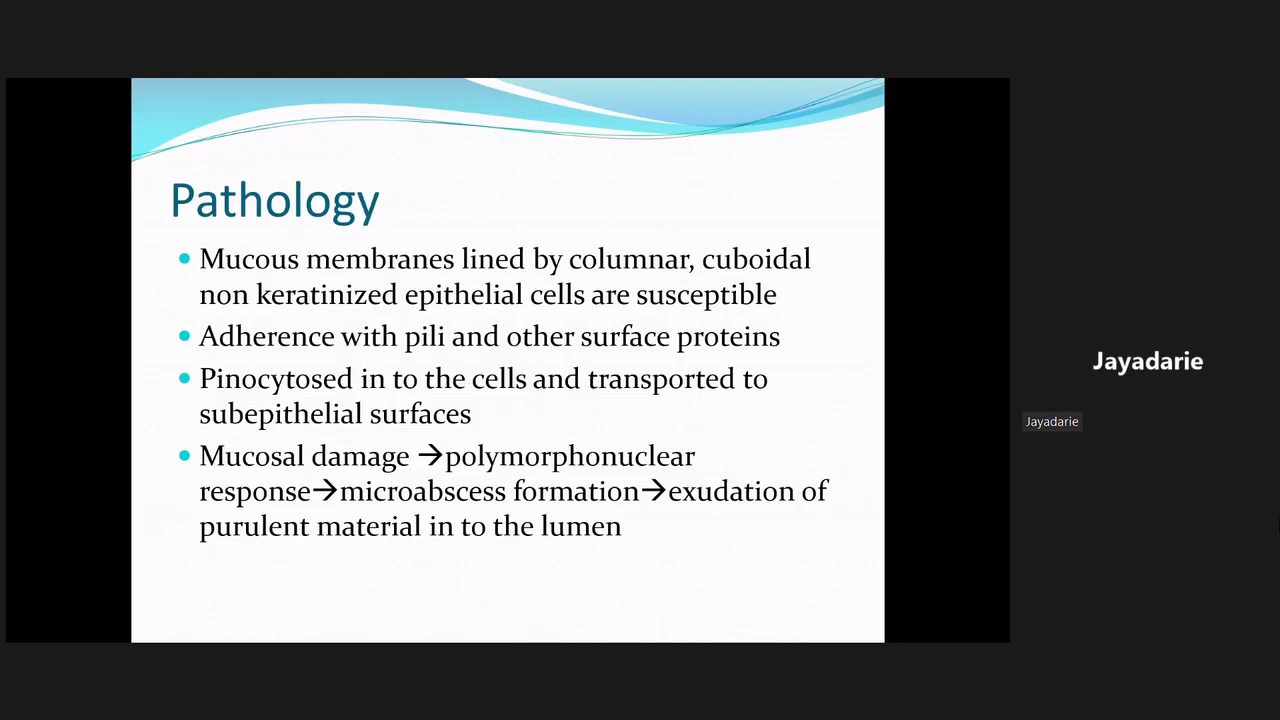 Pathology
Mucous membranes lined by columnar, cuboidal
non keratinized epithelial cells are susceptible
Adherence with pili and other surface proteins
Pinocytosed in to the cells and transported to
subepithelial surfaces
Mucosal damage →polymorphonuclear
response→microabscess formation→exudation of
purulent material in to the lumen
Jayadarie
Jayadarie